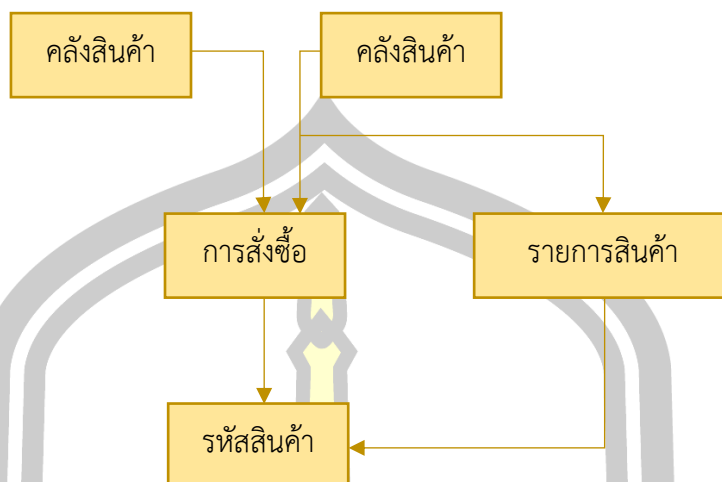 คลังสินค้า
คลังสินค้า
การสั่งซื้อ
รายการสินค้า
รหัสสินค้า